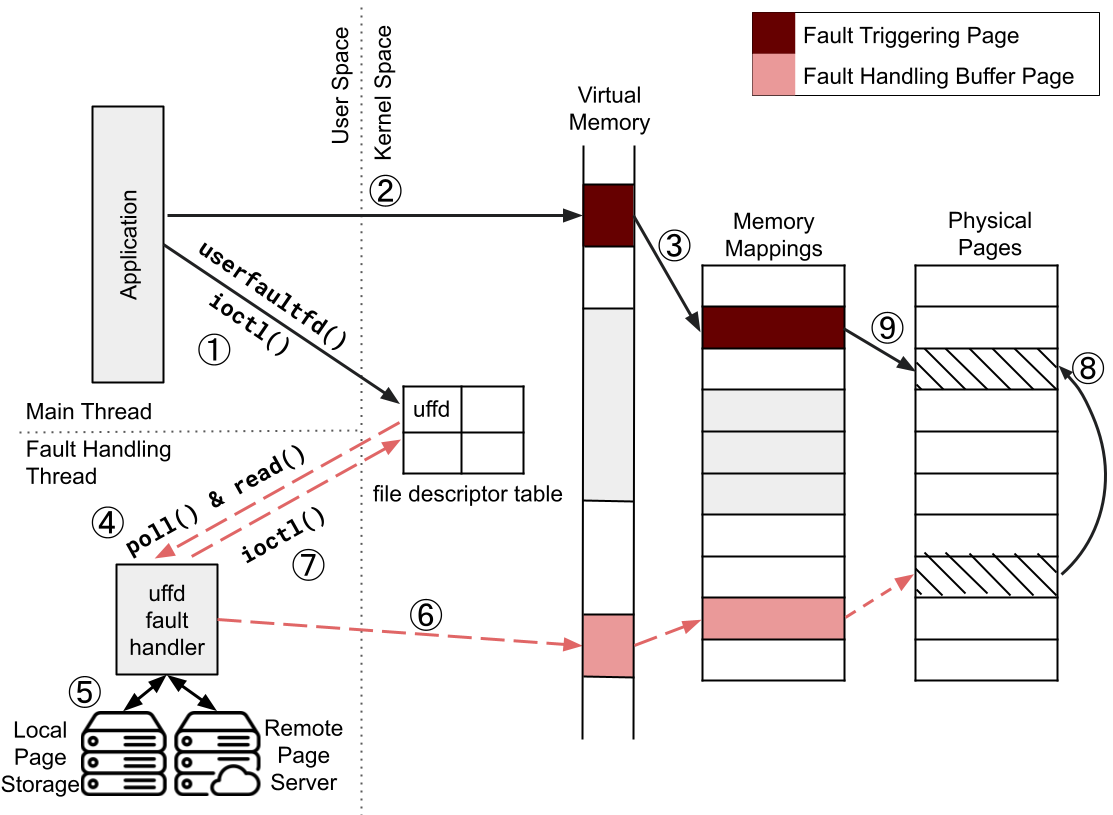 Fault Triggering Page
Fault Handling Buffer Page
User Space
Kernel Space
Virtual
Memory
Application
②
userfaultfd()
ioctl()
①
③
Memory
Mappings
Physical
Pages
⑨
⑧
Main Thread
Fault Handling
Thread
uffd
file descriptor table
④
poll() & read()
ioctl()
⑦
uffd
fault
handler
⑥
⑤
Local
Page
Storage
Remote
Page
Server